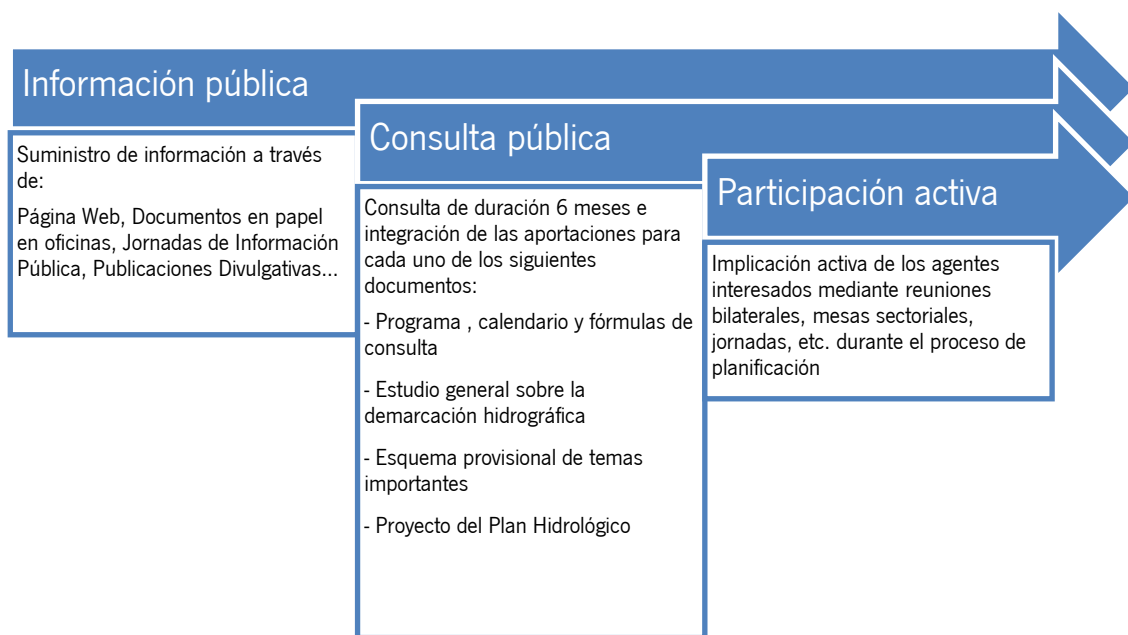 Información pública
Suministro de información a través
de:
Página Web, Documentos en papel
en oficinas, Jornadas de Información
Pública, Publicaciones Divulgativas...
Consulta pública
Consulta de duración 6 meses e
integración de las aportaciones para
cada uno de los siguientes
documentos:
- Programa , calendario y fórmulas de
consulta
- Estudio general sobre la
demarcación hidrográfica
- Esquema provisional de temas
importantes
- Proyecto del Plan Hidrológico
Participación activa
Implicación activa de los agentes
interesados mediante reuniones
bilaterales, mesas sectoriales,
jornadas, etc. durante el proceso de
planificación